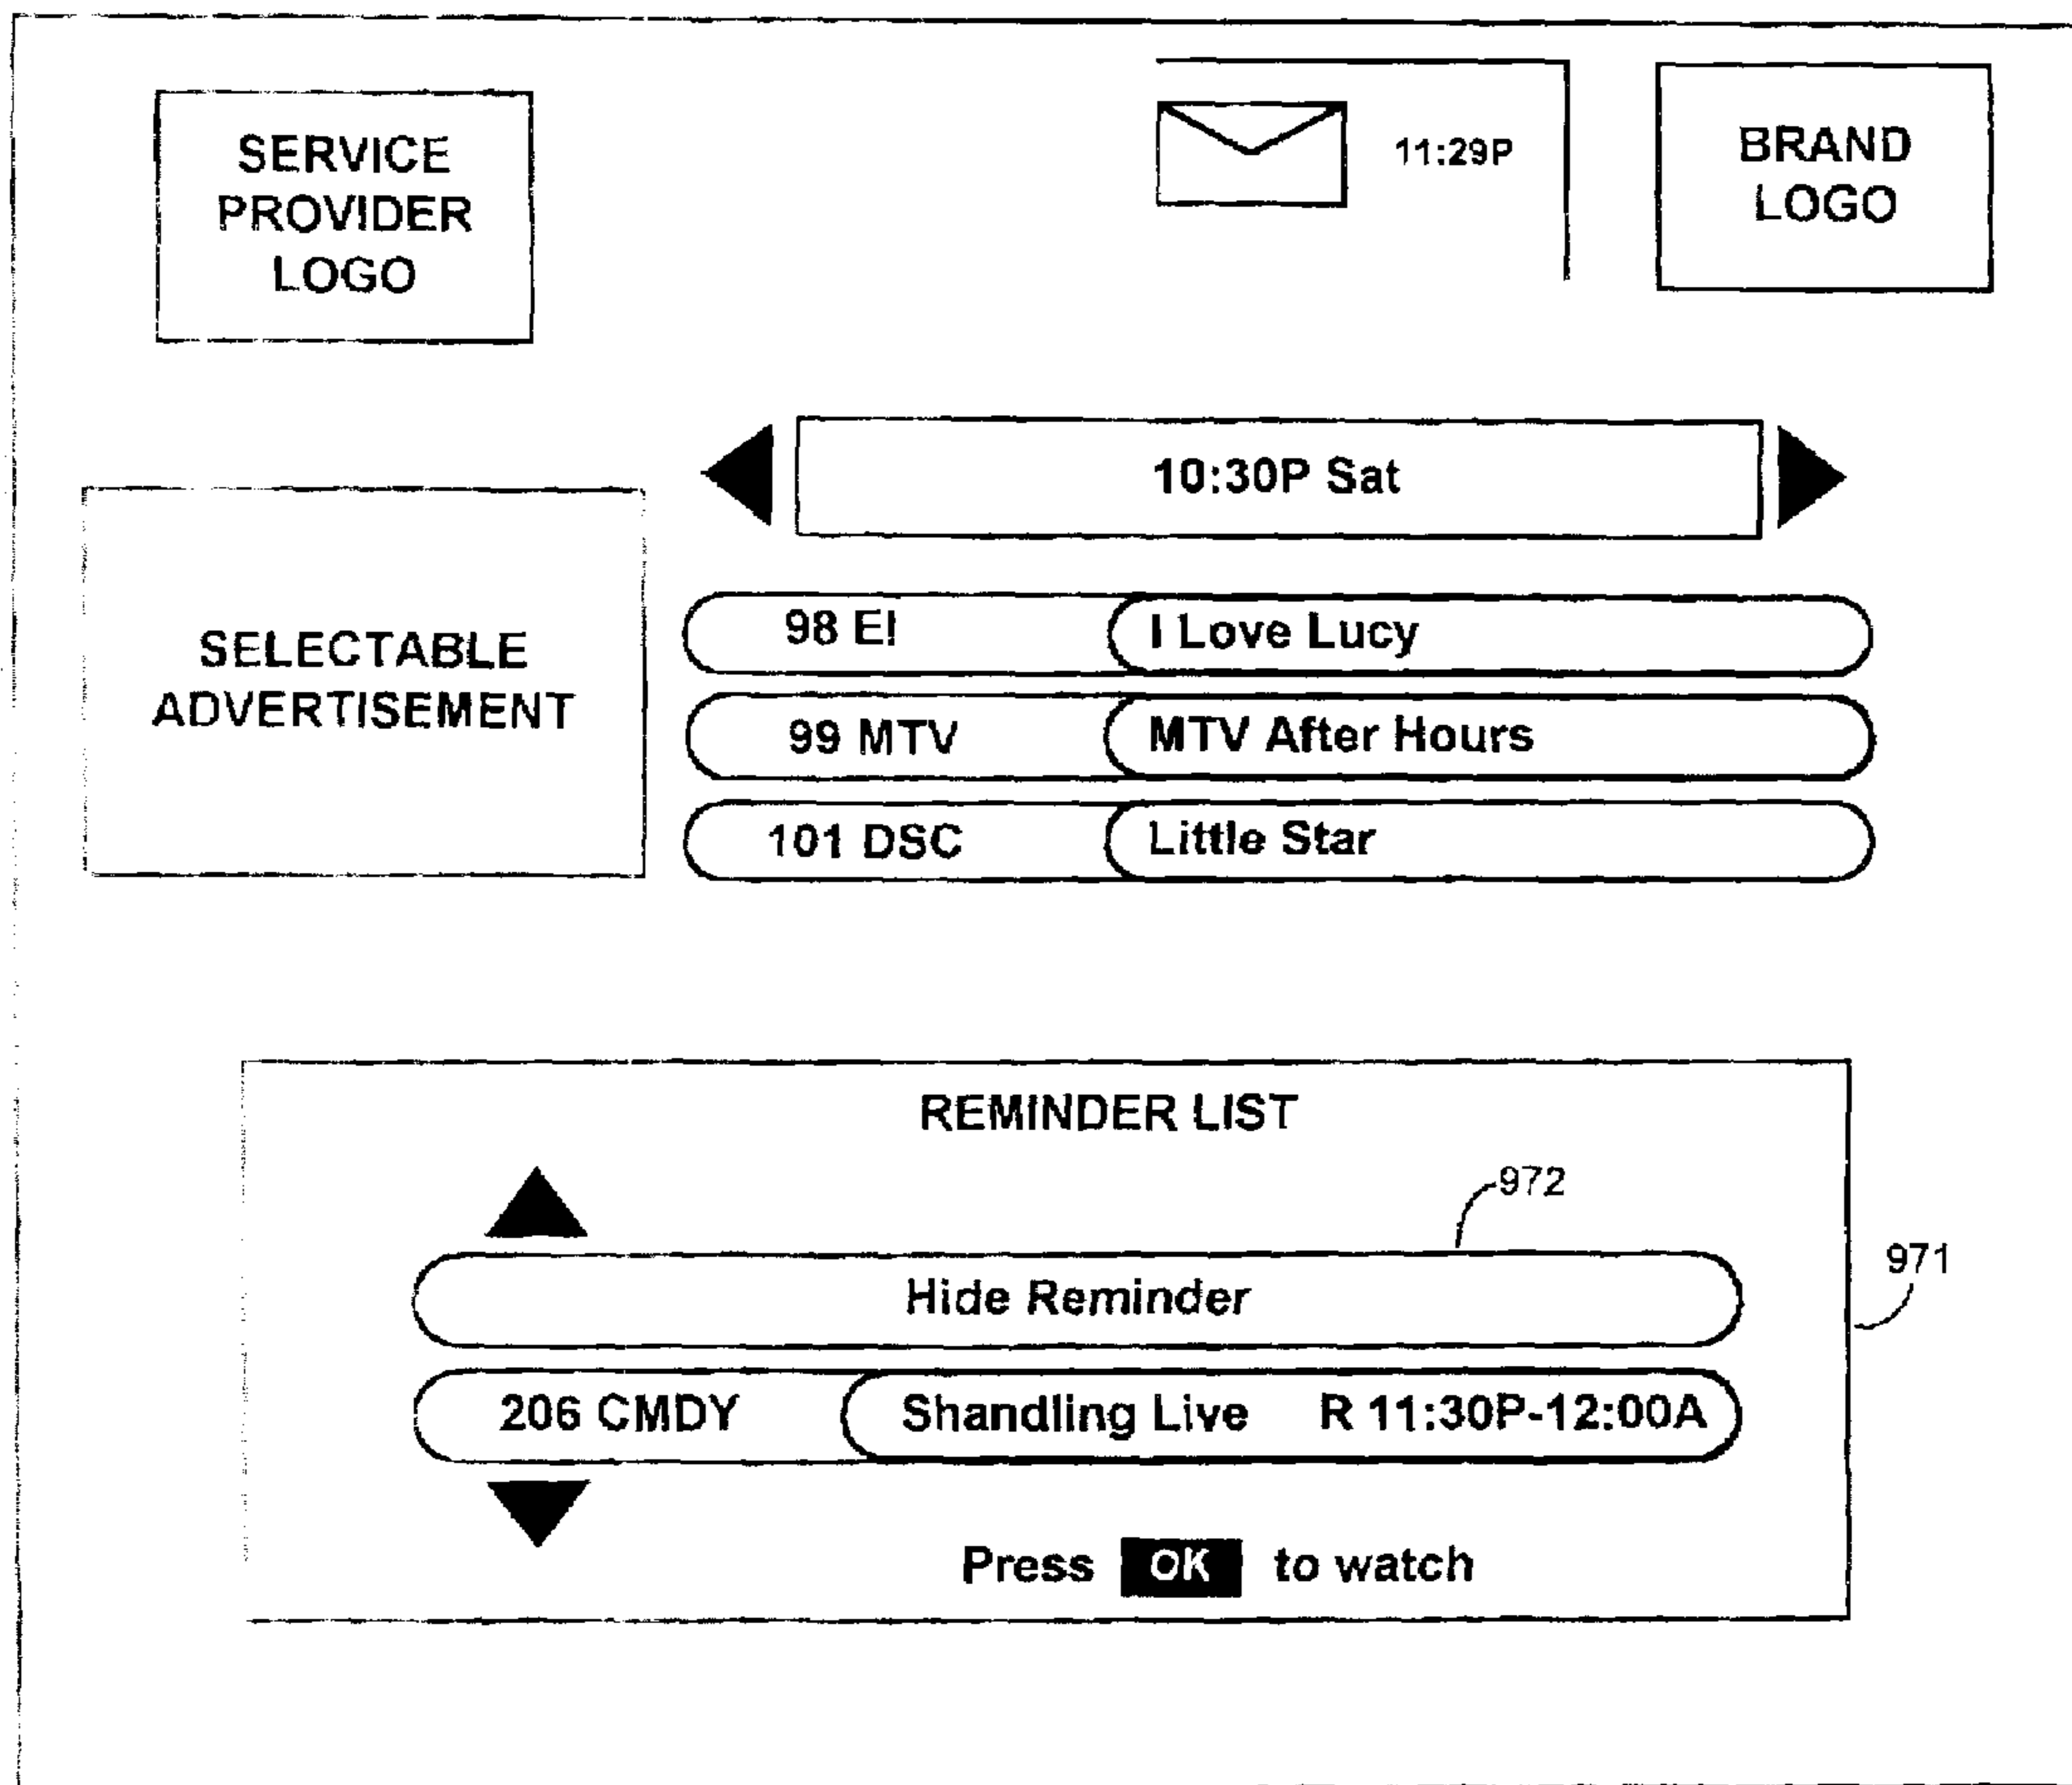 SERVICE
PROVIDER
LOGO
11:29P
BRAND
LOGO
10:30P Sat
SELECTABLE
ADVERTISEMENT
98 E! I Love Lucy
99 MTV MTV After Hours
101 DSC Little Star
REMINDER LIST
972
971
Hide Reminder
206 CMDY Shandling Live R 11:30P-12:00A
Press OK to watch